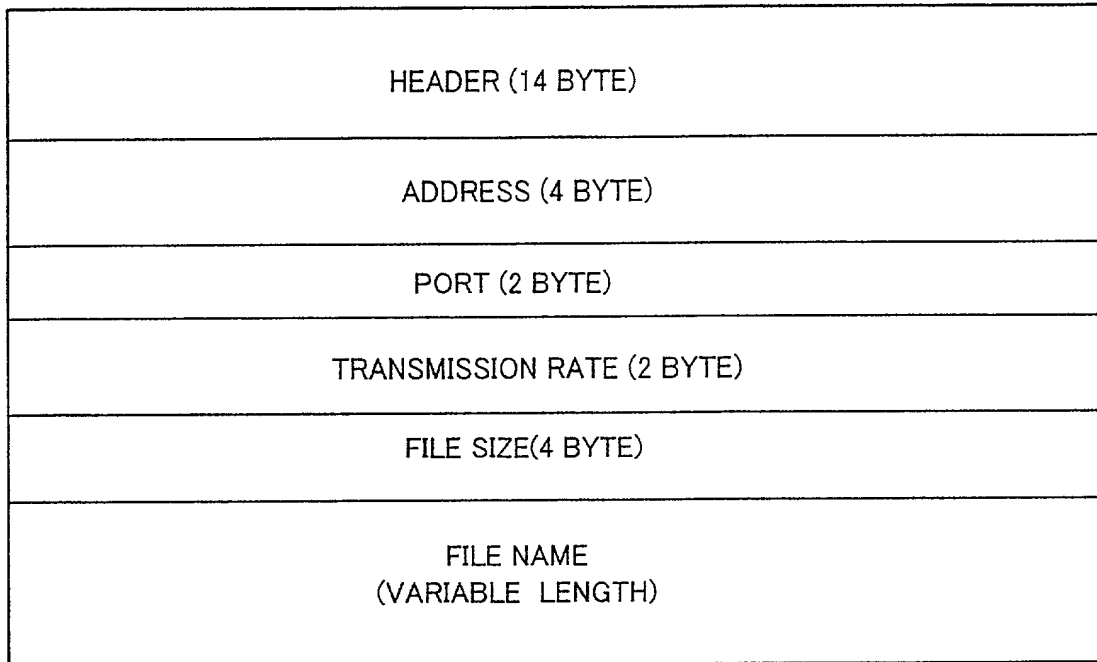 HEADER (14 BYTE)
ADDRESS (4 BYTE)
PORT (2 BYTE)
TRANSMISSION RATE (2 BYTE)
FILE SIZE(4 BYTE)
FILE NAME
(VARIABLE LENGTH)